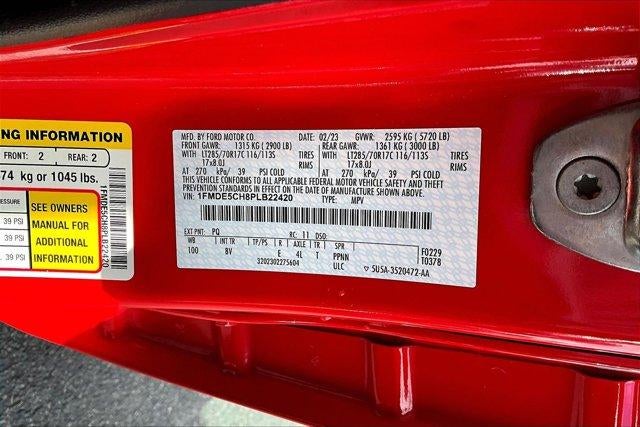 NG INFORMATION
FRONT: 2 REAR: 2
474 kg or 1045 lbs.
PRESSURE
39 PSI
39 PSI
39 PSI
SEE OWNERS
MANUAL FOR
ADDITIONAL
INFORMATION
1FMDE5CH8PLB22420
MFD. BY FORD MOTOR CO. 02/23 GVWR: 2595 KG ( 5720 LB)
FRONT GAWR: 1315 KG ( 2900 LB) REAR GAWR: 1361 KG ( 3000 LB)
WITH LT285/70R17C 116/113S TIRES WITH LT285/70R17C 116/113S TIRES
17x8.0J RIMS 17x8.0J RIMS
AT 270 kPa/ 39 PSI COLD AT 270 kPa/ 39 PSI COLD
THIS VEHICLE CONFORMS TO ALL APPLICABLE FEDERAL MOTOR VEHICLE SAFETY AND
THEFT PREVENTION STANDARDS IN EFFECT ON THE DATE OF MANUFACTURE SHOWN ABOVE.
VIN: 1FMDE5CH8PLB22420 TYPE: MPV
EXT PNT: PQ RC: 11 DSO:
WB INT TR TP/PS R AXLE TR SPR F0229
100 8V E 4L T PPNN T0378
3202302275604 ULC 5USA-3520472-AA